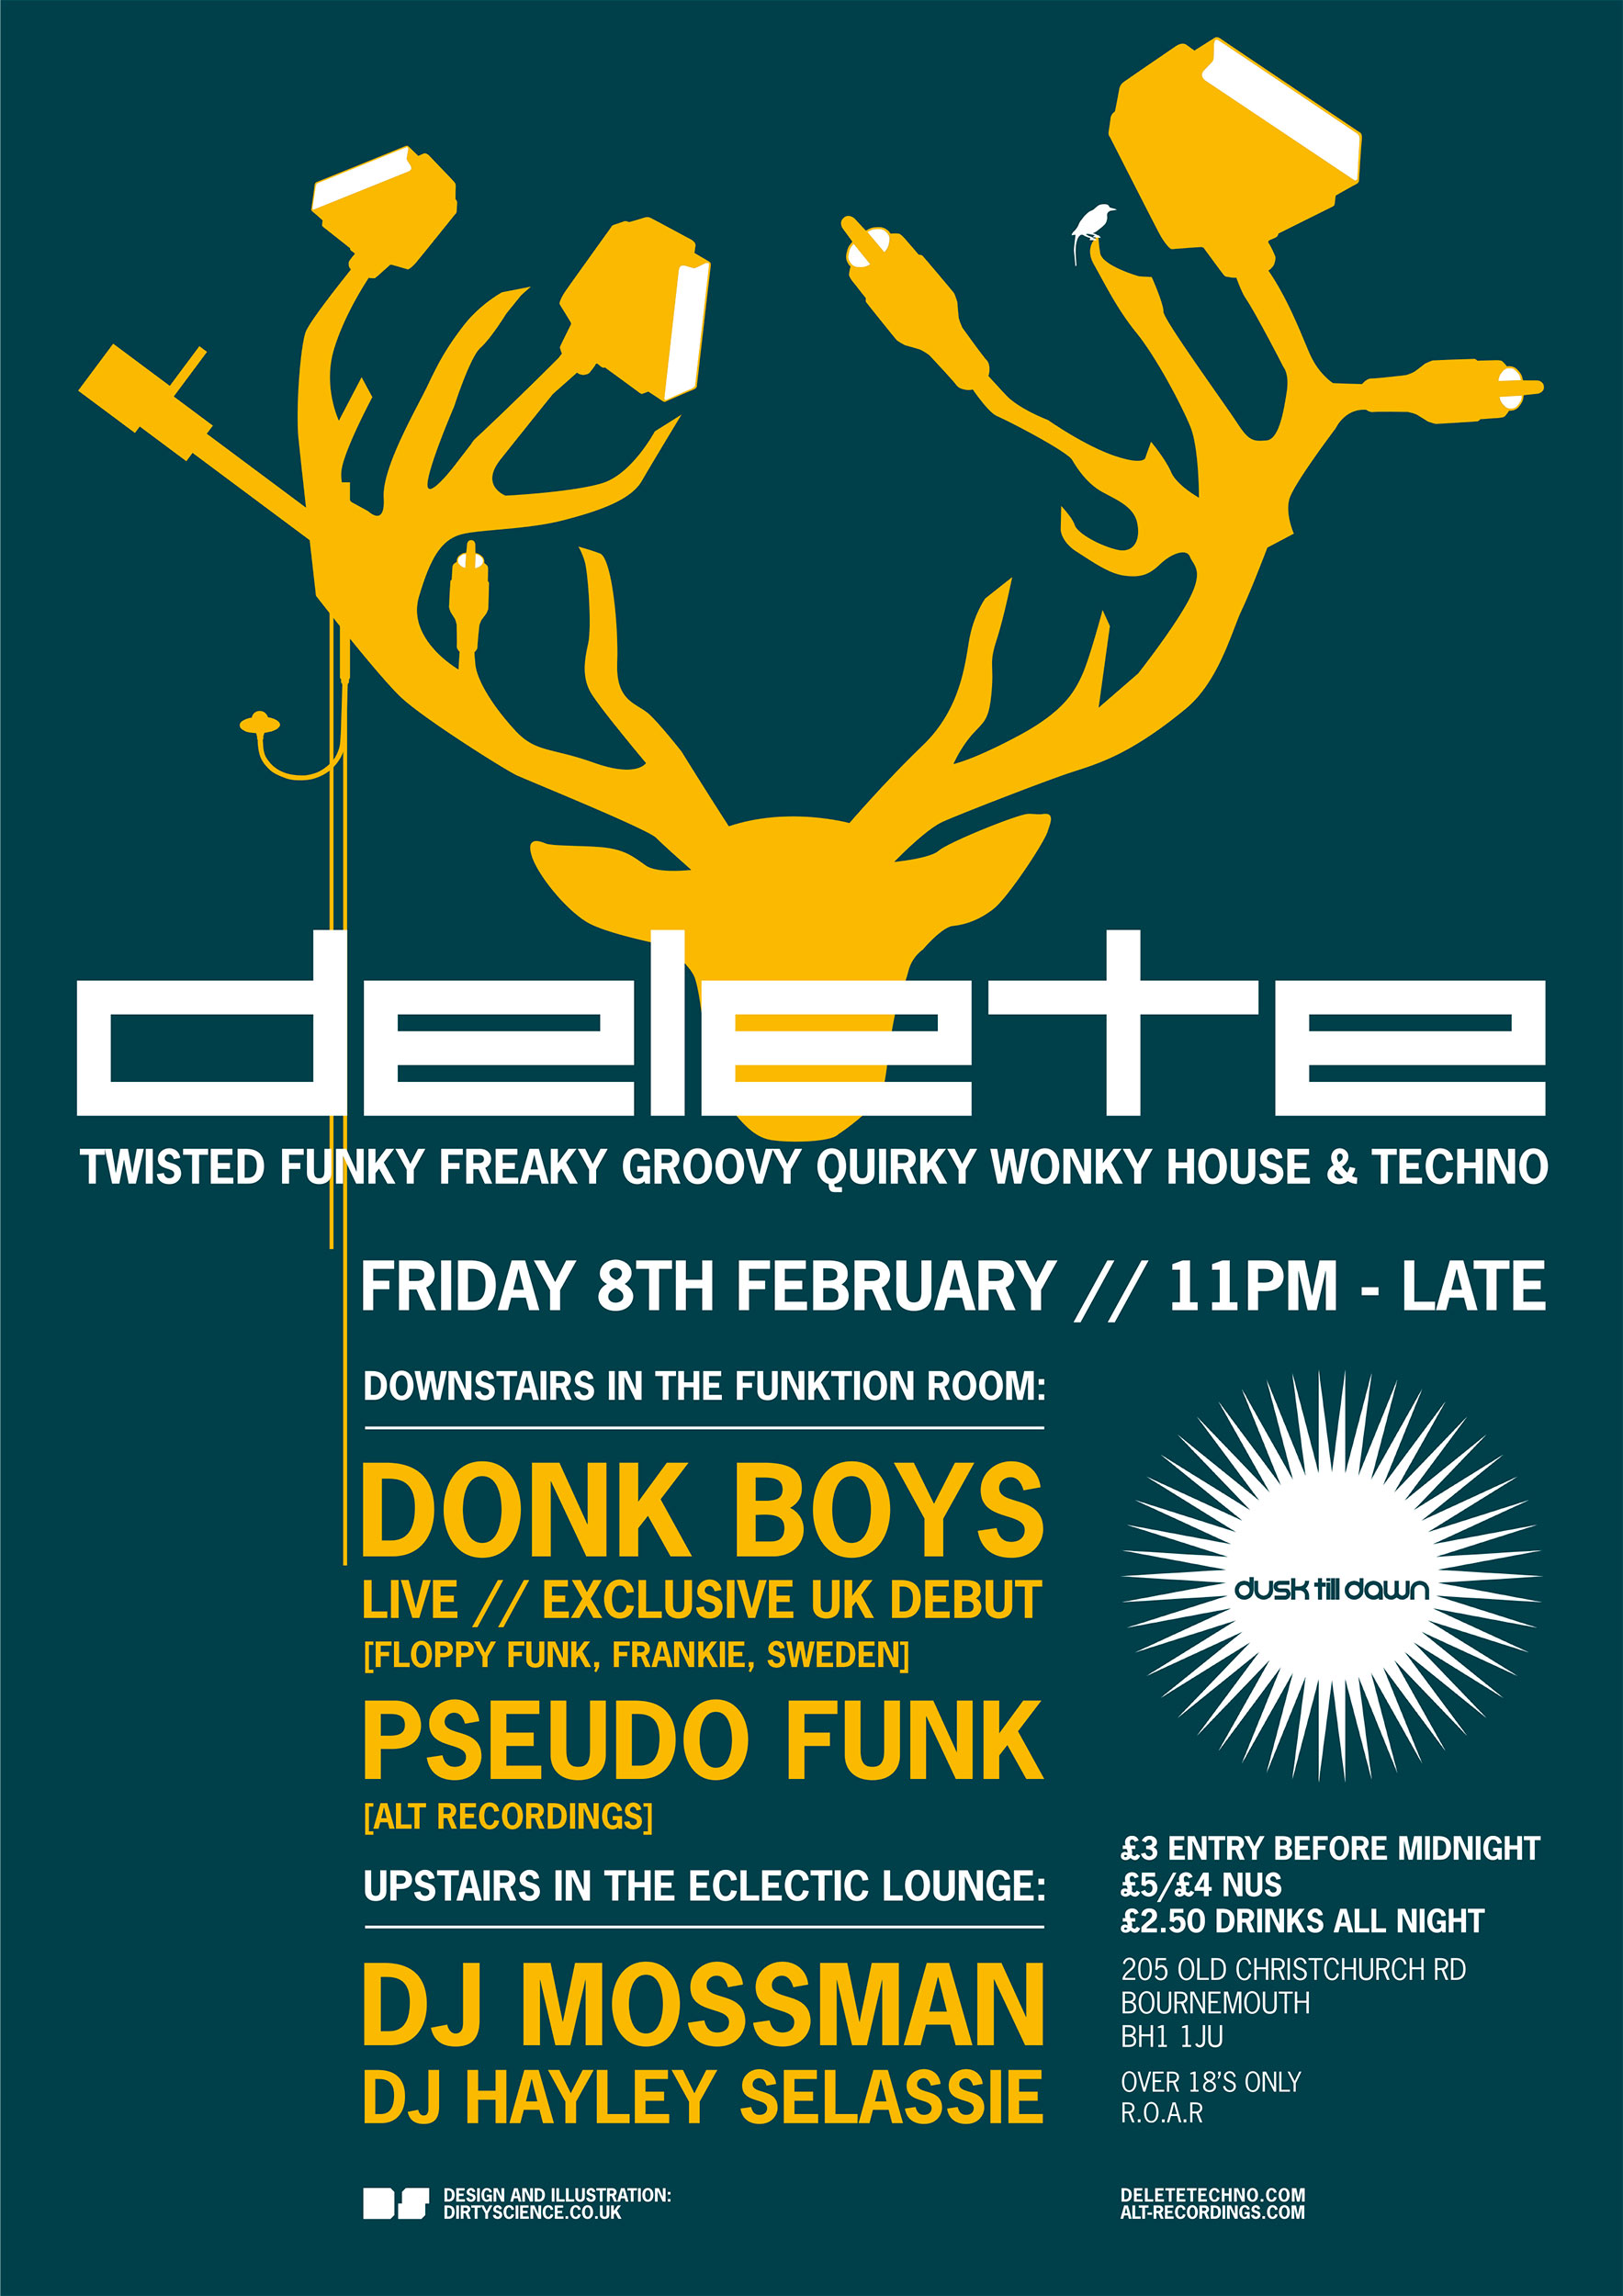 delete
TWISTED FUNKY FREAKY GROOVY QUIRKY WONKY HOUSE & TECHNO
FRIDAY 8TH FEBRUARY // 11PM - LATE
DOWNSTAIRS IN THE FUNKTION ROOM:
DONK BOYS
LIVE // EXCLUSIVE UK DEBUT
[FLOPPY FUNK, FRANKIE, SWEDEN]
PSEUDO FUNK
[ALT RECORDINGS]
UPSTAIRS IN THE ECLECTIC LOUNGE:
DJ MOSSMAN
DJ HAYLEY SELASSIE
dusk till dawn
£3 ENTRY BEFORE MIDNIGHT
£5/£4 NUS
£2.50 DRINKS ALL NIGHT
205 OLD CHRISTCHURCH RD
BOURNEMOUTH
BH1 1JU
OVER 18'S ONLY
R.O.A.R
DS
DESIGN AND ILLUSTRATION:
DIRTYSCIENCE.CO.UK
DELETETECHNO.COM
ALT-RECORDINGS.COM